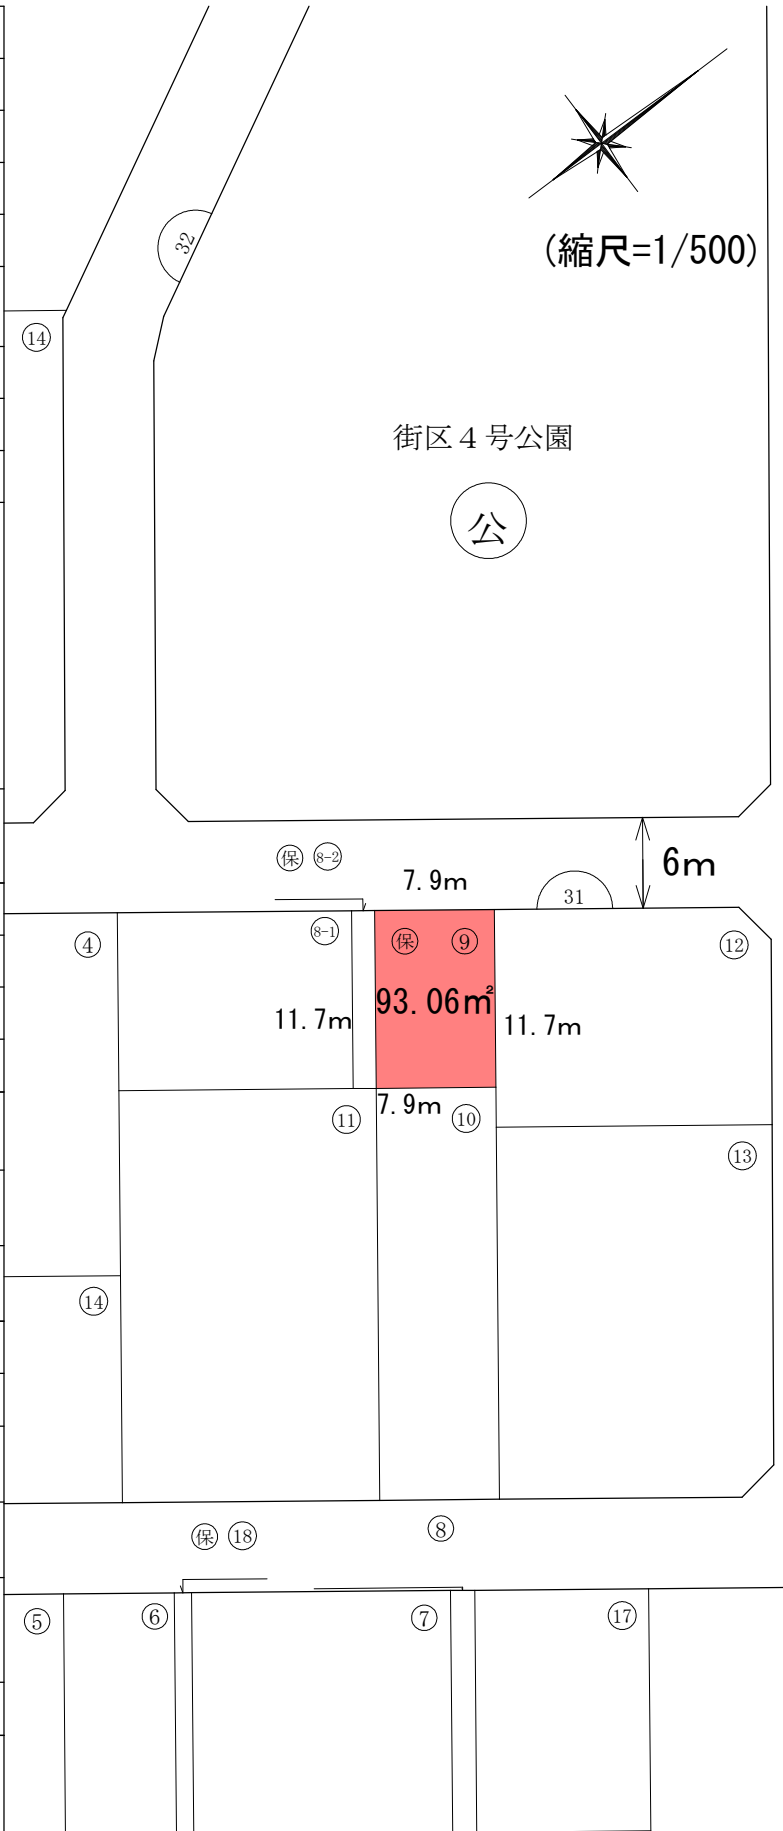 32
(縮尺=1/500)
⑭
街区４号公園
公
保 8-2
7.9m
31
6m
④
8-1
保 ⑨
⑫
93.06㎡
11.7m
11.7m
7.9m
⑪
⑩
⑬
⑭
保 ⑱
⑧
⑤
⑥
⑦
⑰